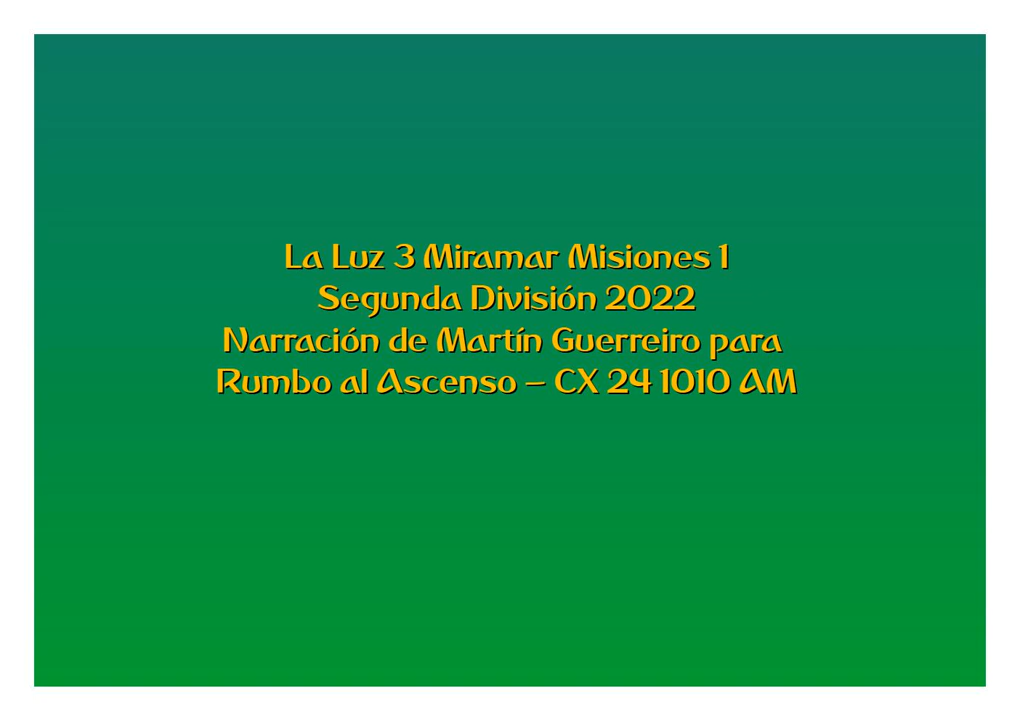 La Luz 3 Miramar Misiones 1
Segunda División 2022
Narración de Martín Guerreiro para
Rumbo al Ascenso – CX 24 1010 AM